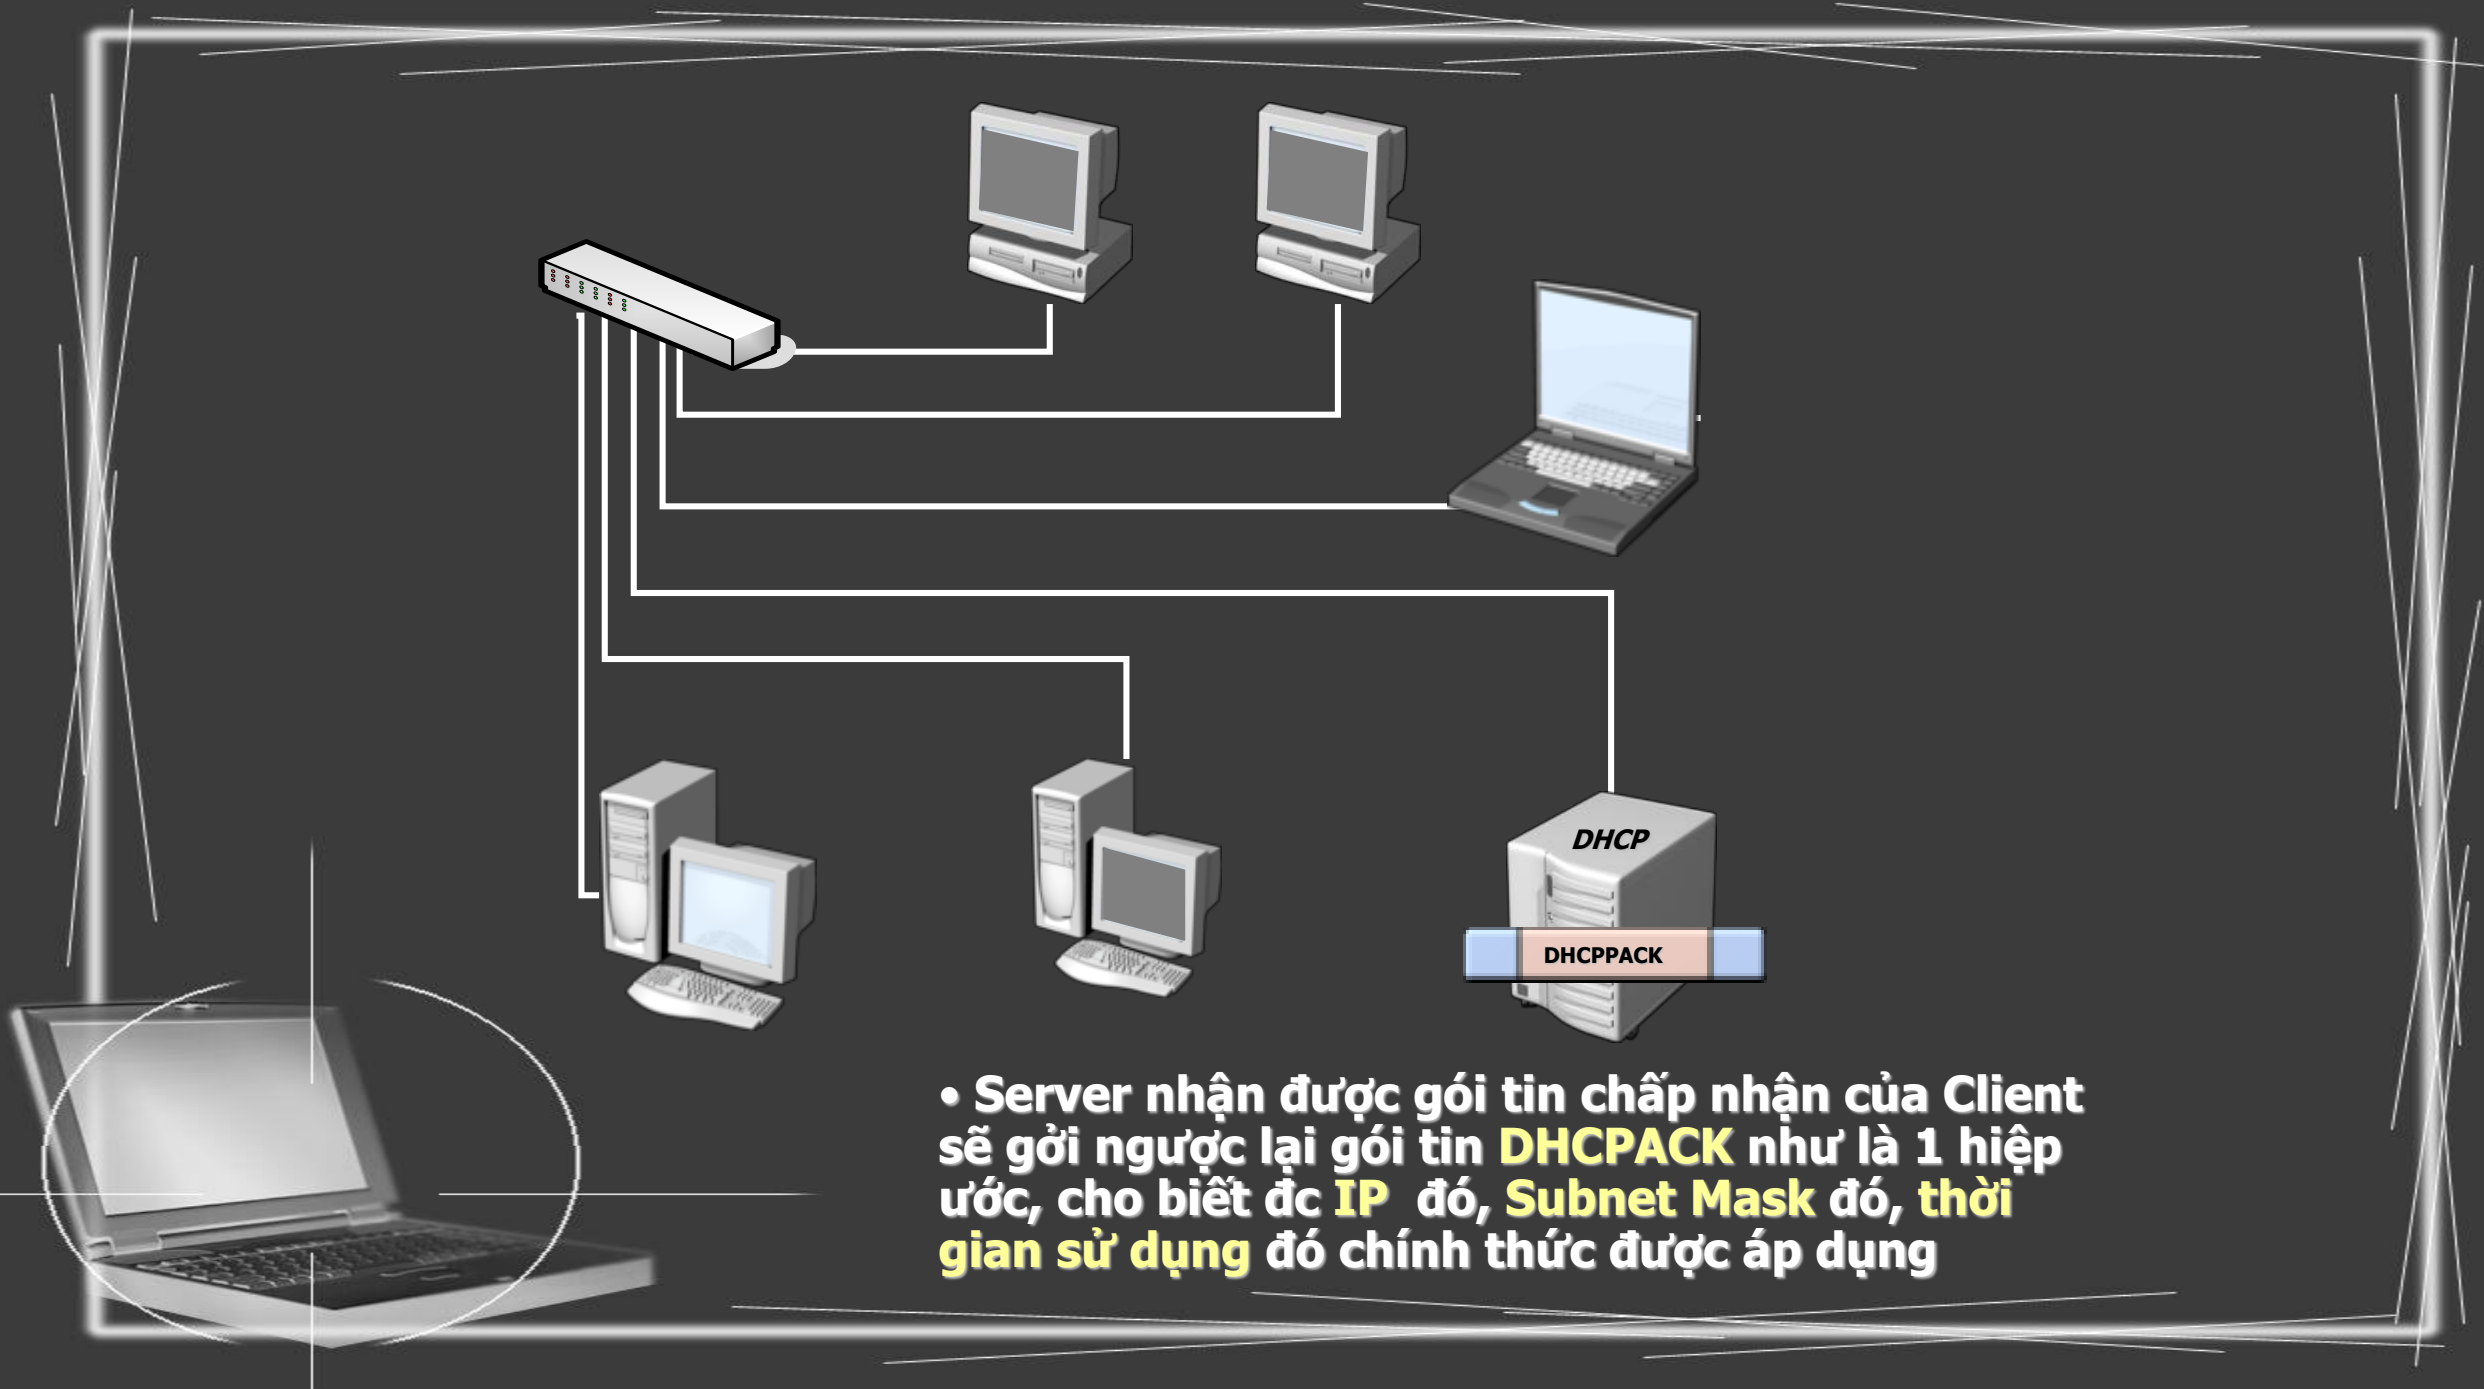 DHCP
DHCPPACK
• Server nhận được gói tin chấp nhận của Client
sẽ gởi ngược lại gói tin DHCPACK như là 1 hiệp
ước, cho biết đc IP  đó, Subnet Mask đó, thời
gian sử dụng đó chính thức được áp dụng